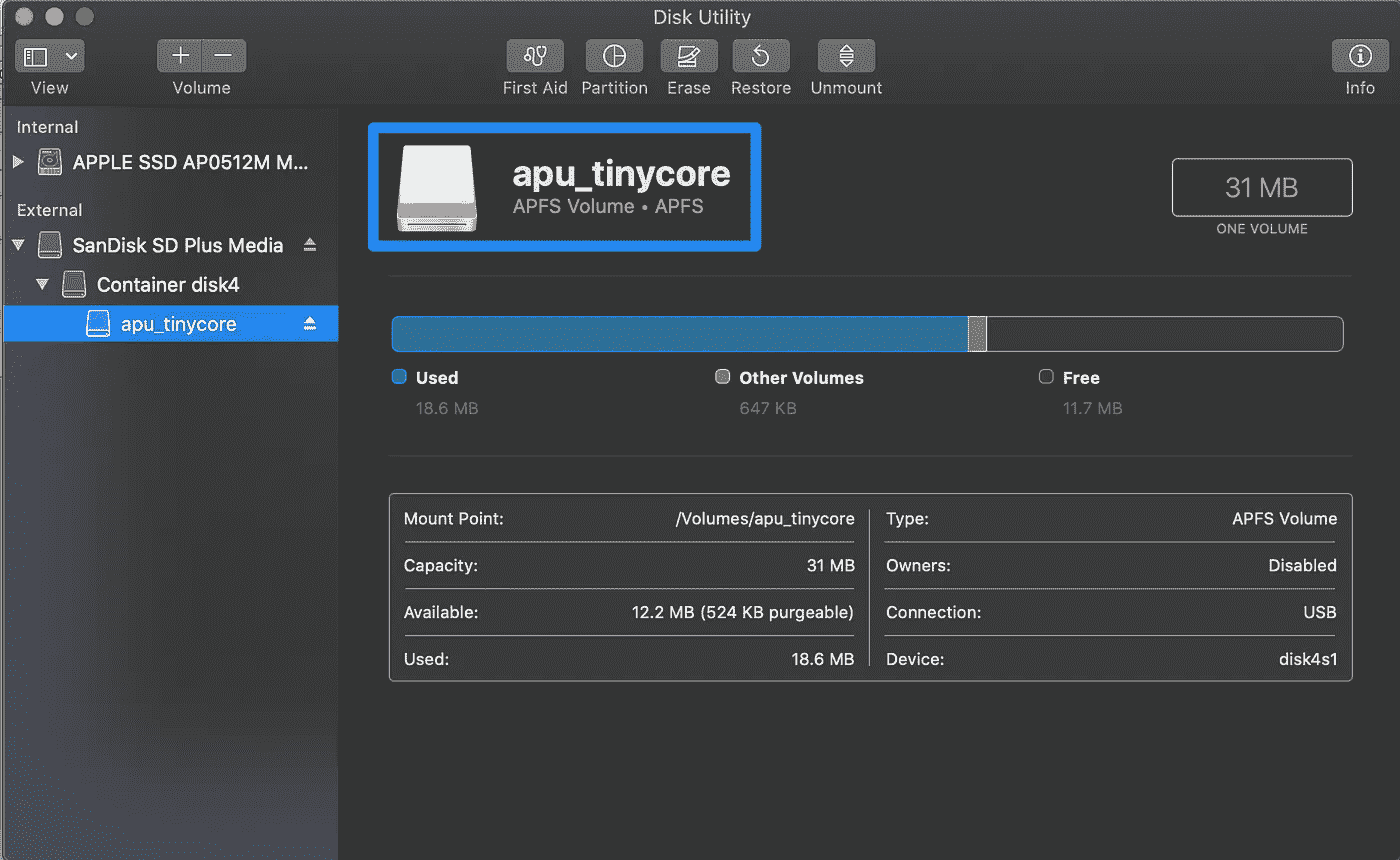 Disk Utility
View
Volume
First Aid
Partition
Erase
Restore
Unmount
Info
Internal
APPLE SSD AP0512M M...
External
SanDisk SD Plus Media
Container disk4
apu_tinycore
apu_tinycore
APFS Volume • APFS
31 MB
ONE VOLUME
Used
18.6 MB
Other Volumes
647 KB
Free
11.7 MB
Mount Point: /Volumes/apu_tinycore
Capacity: 31 MB
Available: 12.2 MB (524 KB purgeable)
Used: 18.6 MB
Type: APFS Volume
Owners: Disabled
Connection: USB
Device: disk4s1